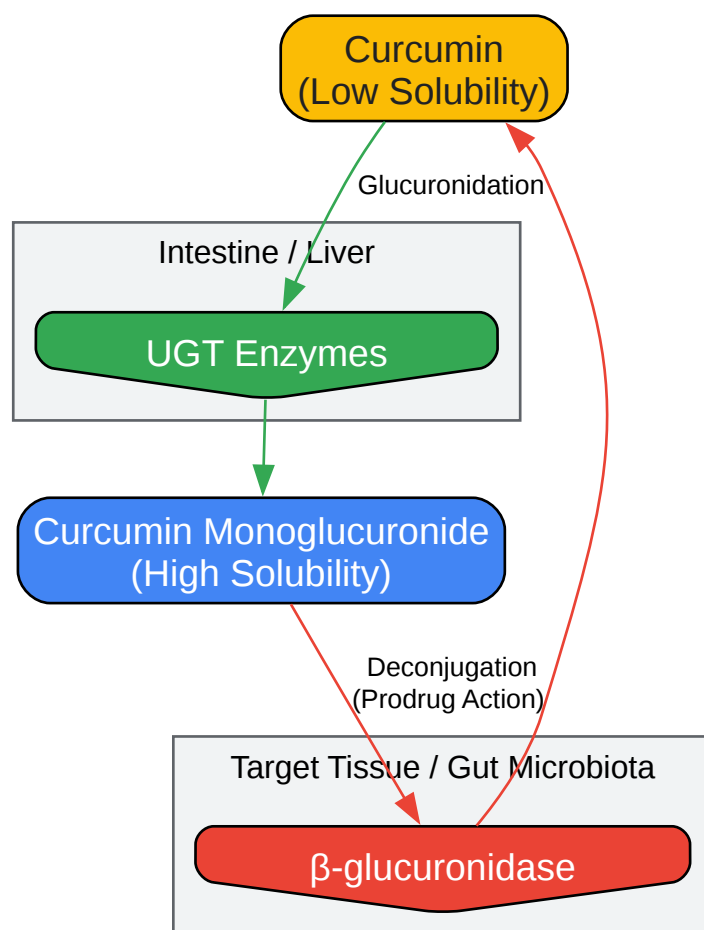 Curcumin
(Low Solubility)
Glucuronidation
Intestine / Liver
UGT Enzymes
Curcumin Monoglucuronide
(High Solubility)
Deconjugation
(Prodrug Action)
Target Tissue / Gut Microbiota
β-glucuronidase